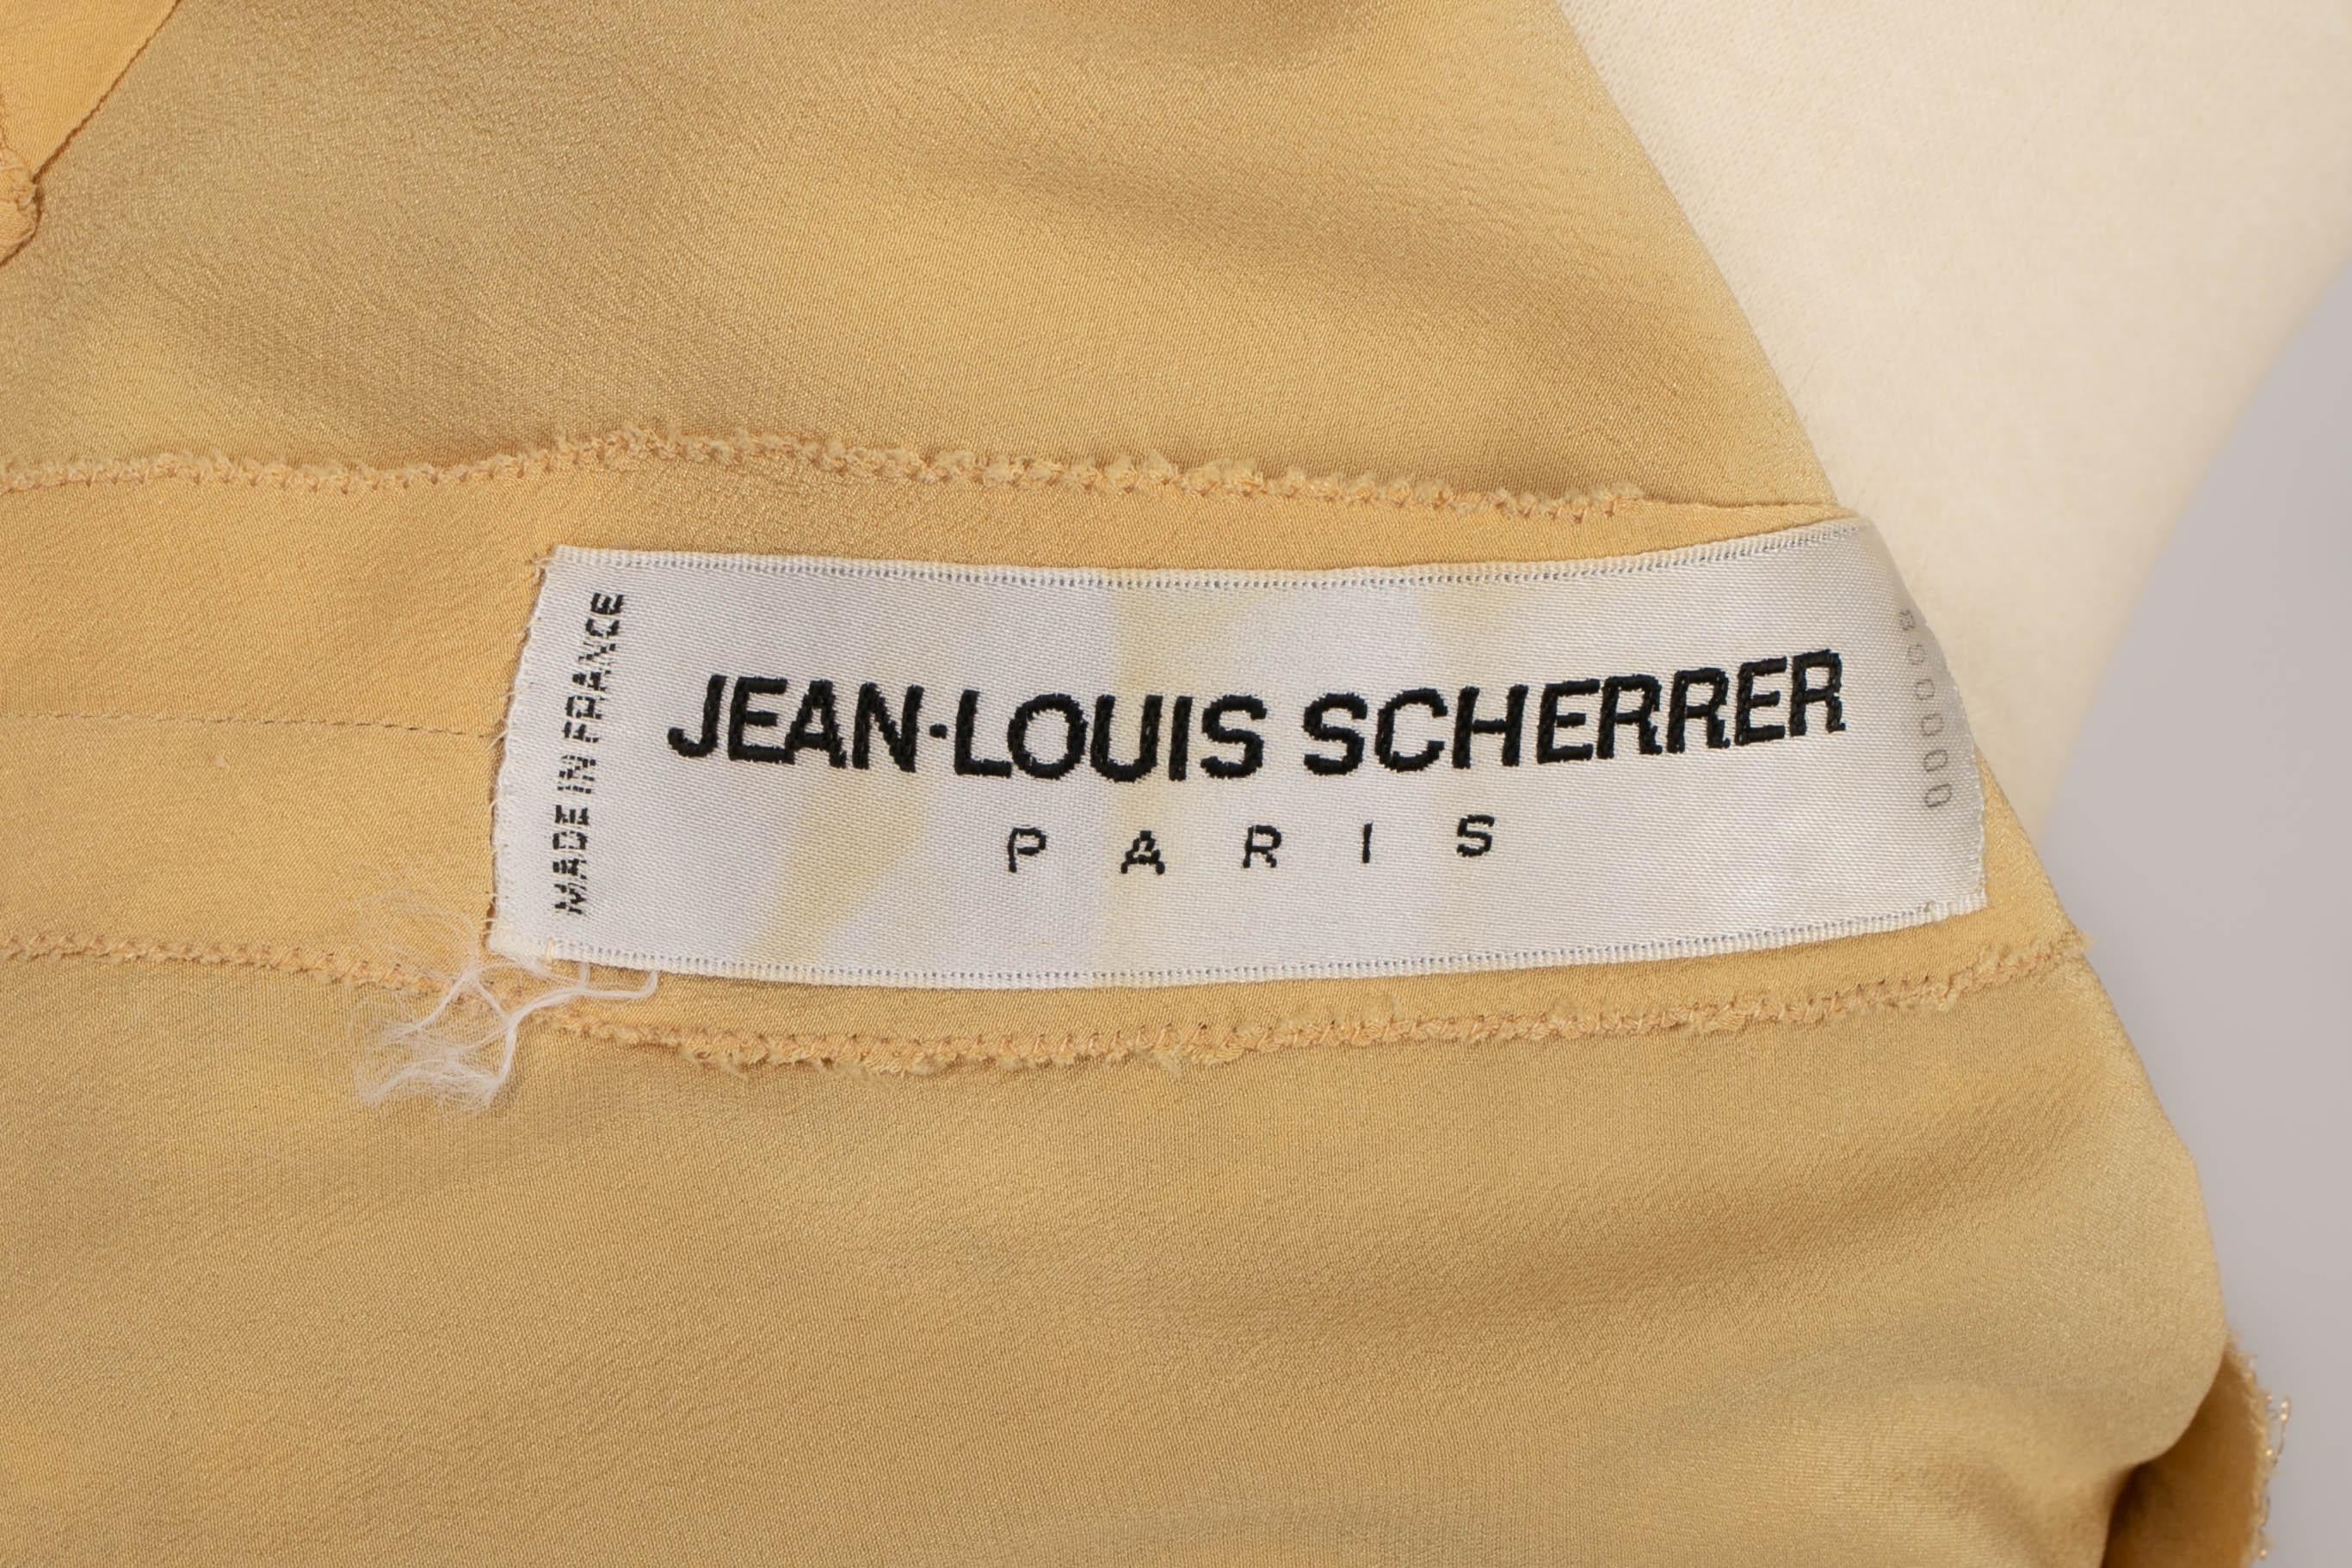 MADE IN FRANCE
JEAN-LOUIS SCHERRER
PARIS